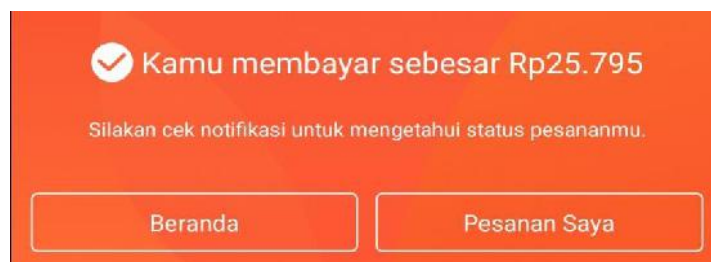 Kamu membayar sebesar Rp25.795
Silakan cek notifikasi untuk mengetahui status pesananmu.
Beranda
Pesanan Saya